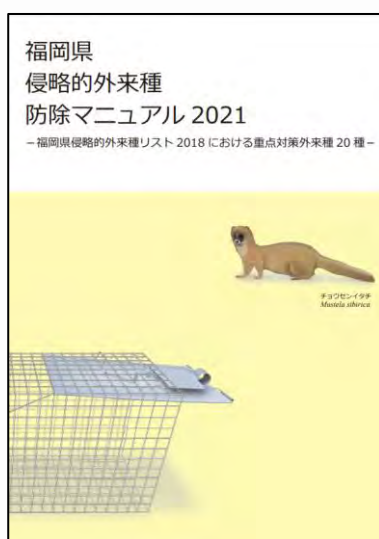 福岡県
侵略的外来種
防除マニュアル 2021
－福岡県侵略的外来種リスト 2018 における重点対策外来種 20 種－
チョウセンイタチ
Mustela sibirica